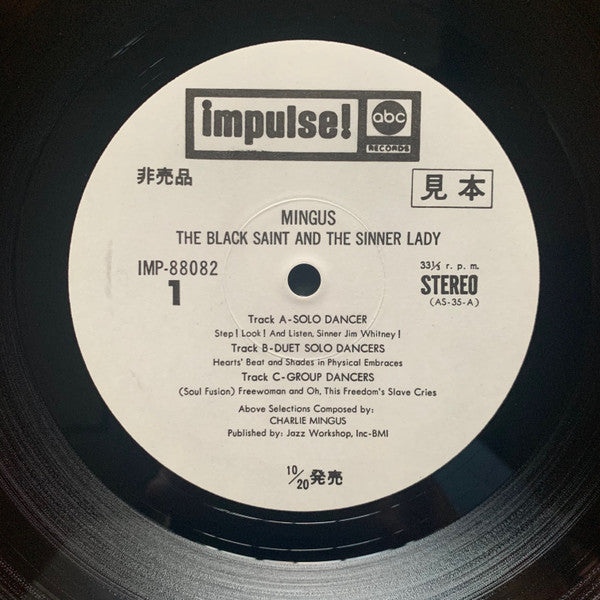 impulse! abc RECORDS
非売品 見本
MINGUS
THE BLACK SAINT AND THE SINNER LADY
IMP-88082 33⅓ r. p. m.
1 STEREO
(AS-35-A)
Track A-SOLO DANCER
Step! Look! And Listen, Sinner Jim Whitney!
Track B-DUET SOLO DANCERS
Hearts' Beat and Shades in Physical Embraces
Track C-GROUP DANCERS
(Soul Fusion) Freewoman and Oh, This Freedom's Slave Cries
Above Selections Composed by:
CHARLIE MINGUS
Published by: Jazz Workshop, Inc-BMI
10/20発売